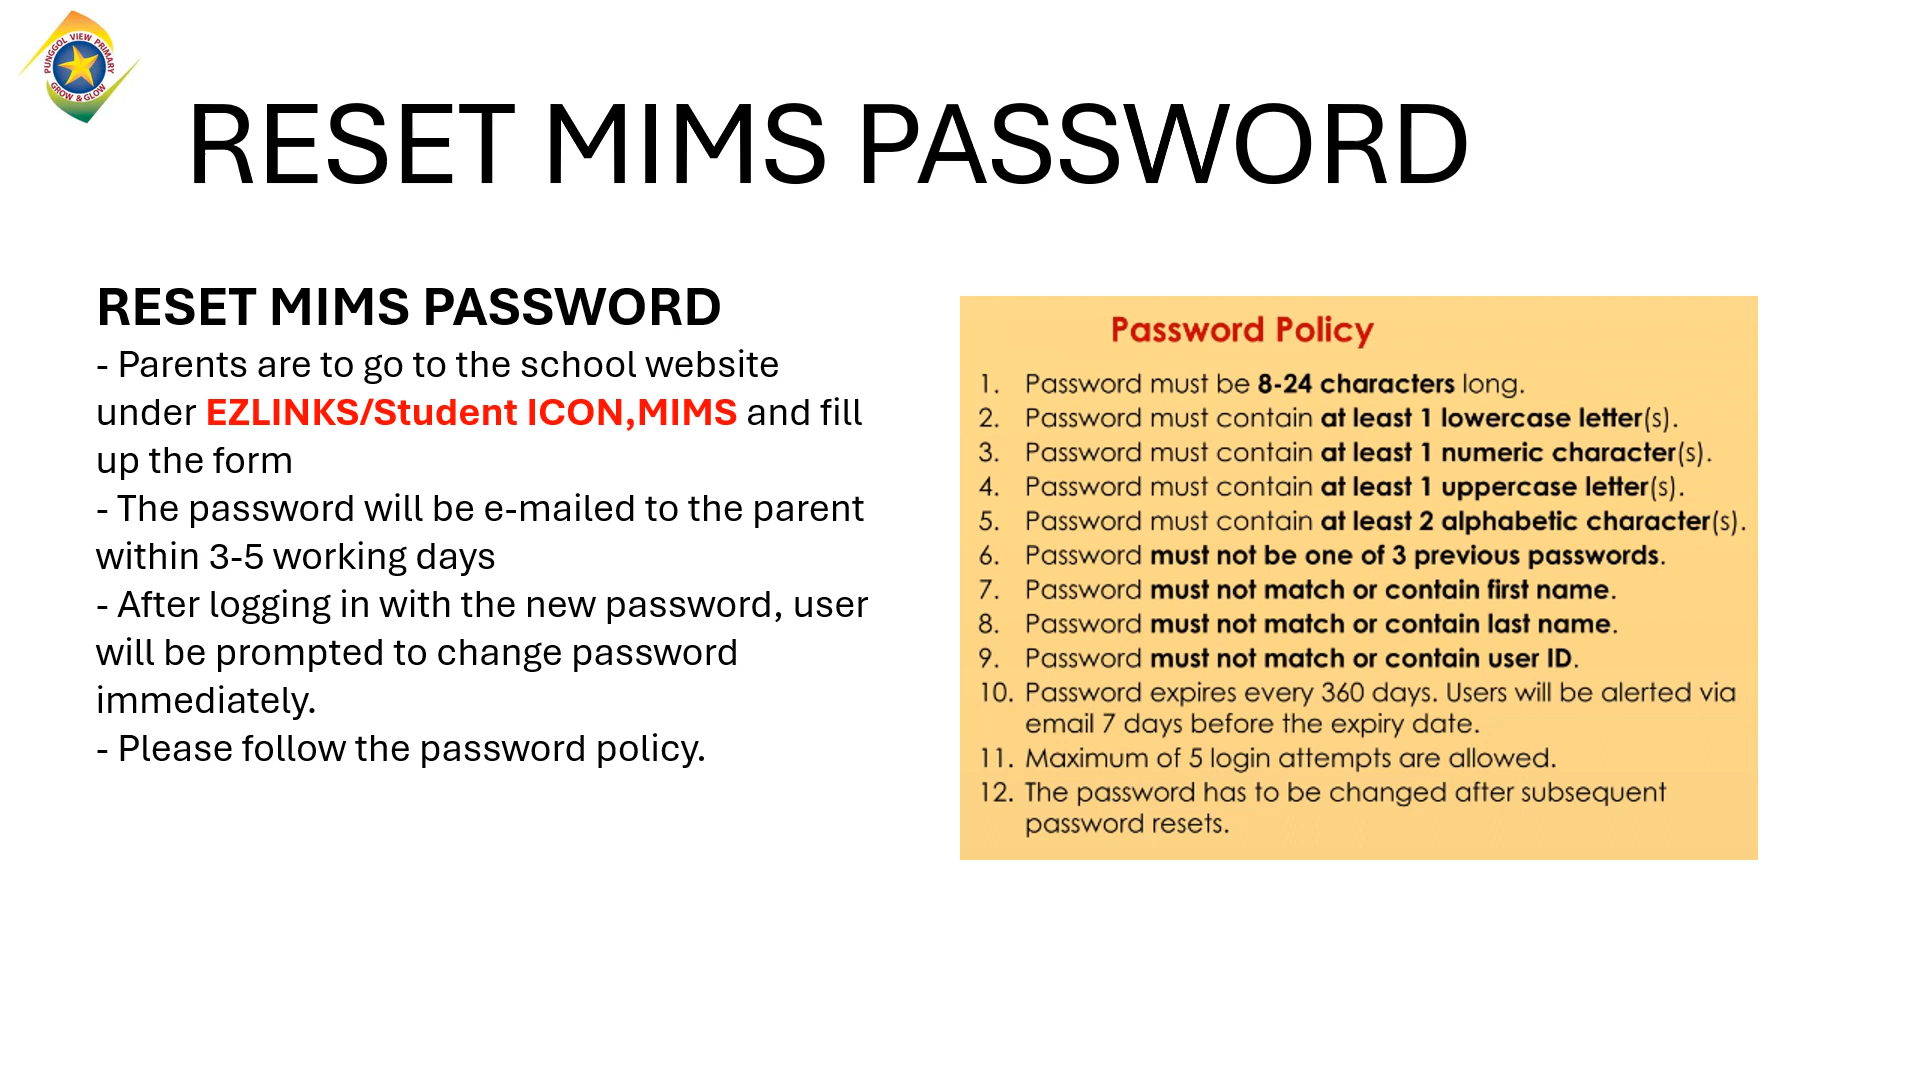 PUNGGOL VIEW PRIMARY
GROW & GLOW
RESET MIMS PASSWORD
RESET MIMS PASSWORD
- Parents are to go to the school website
under EZLINKS/Student ICON,MIMS and fill
up the form
- The password will be e-mailed to the parent
within 3-5 working days
- After logging in with the new password, user
will be prompted to change password
immediately.
- Please follow the password policy.
Password Policy
1. Password must be 8-24 characters long.
2. Password must contain at least 1 lowercase letter(s).
3. Password must contain at least 1 numeric character(s).
4. Password must contain at least 1 uppercase letter(s).
5. Password must contain at least 2 alphabetic character(s).
6. Password must not be one of 3 previous passwords.
7. Password must not match or contain first name.
8. Password must not match or contain last name.
9. Password must not match or contain user ID.
10. Password expires every 360 days. Users will be alerted via
email 7 days before the expiry date.
11. Maximum of 5 login attempts are allowed.
12. The password has to be changed after subsequent
password resets.